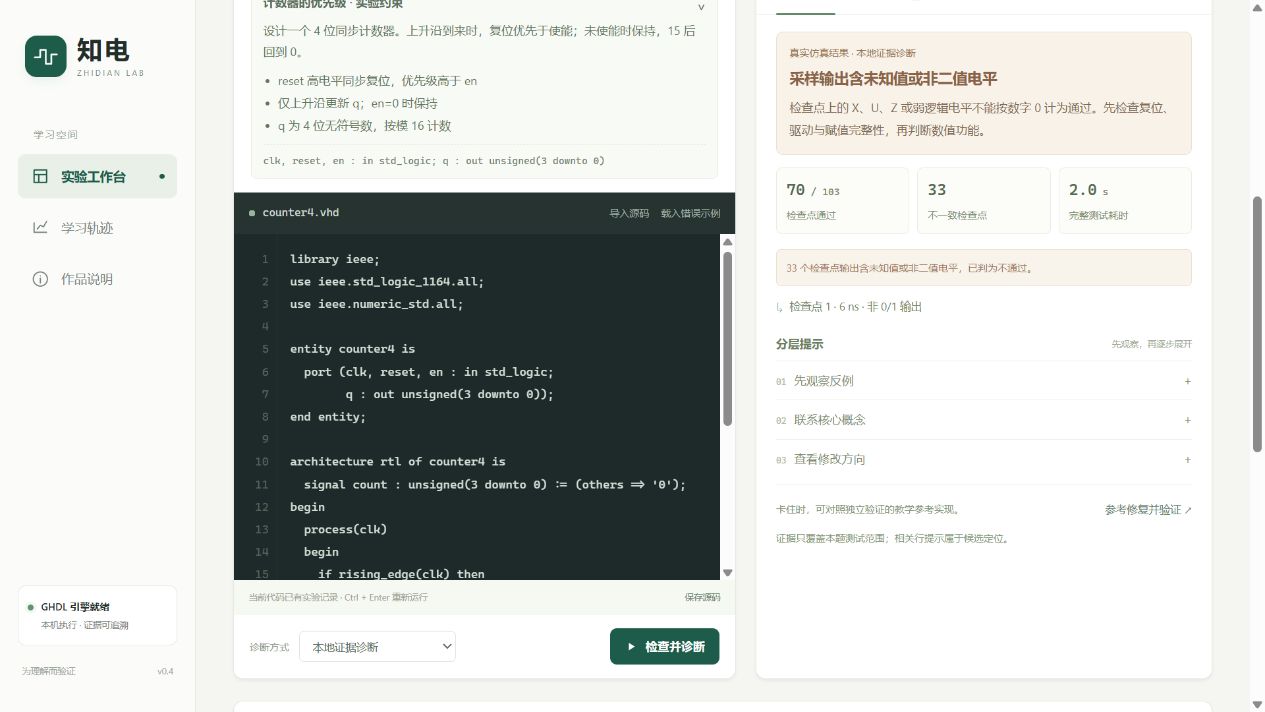 知电
ZHIDIAN LAB
学习空间
实验工作台
学习轨迹
作品说明
GHDL 引擎就绪
本机执行 · 证据可追溯
为理解而验证
v0.4
计数器的优先级 · 实验约束
设计一个 4 位同步计数器。上升沿到来时，复位优先于使能；未使能时保持，15 后
回到 0。
reset 高电平同步复位，优先级高于 en
仅上升沿更新 q；en=0 时保持
q 为 4 位无符号数，按模 16 计数
clk, reset, en : in std_logic; q : out unsigned(3 downto 0)
counter4.vhd
导入源码 载入错误示例
1 library ieee;
2 use ieee.std_logic_1164.all;
3 use ieee.numeric_std.all;
4
5 entity counter4 is
6 port (clk, reset, en : in std_logic;
7 q : out unsigned(3 downto 0));
8 end entity;
9
10 architecture rtl of counter4 is
11 signal count : unsigned(3 downto 0) := (others => '0');
12 begin
13 process(clk)
14 begin
15 if rising_edge(clk) then
当前代码已有实验记录 · Ctrl + Enter 重新运行
保存源码
诊断方式
本地证据诊断
检查并诊断
真实仿真结果 · 本地证据诊断
采样输出含未知值或非二值电平
检查点上的 X、U、Z 或弱逻辑电平不能按数字 0 计为通过。先检查复位、
驱动与赋值完整性，再判断数值功能。
70 / 103
检查点通过
33
不一致检查点
2.0 s
完整测试耗时
33 个检查点输出含未知值或非二值电平，已判为不通过。
检查点 1 · 6 ns · 非 0/1 输出
分层提示
先观察，再逐步展开
01 先观察反例 +
02 联系核心概念 +
03 查看修改方向 +
卡住时，可对照独立验证的教学参考实现。
参考修复并验证 ↗
证据只覆盖本题测试范围；相关行提示属于候选定位。